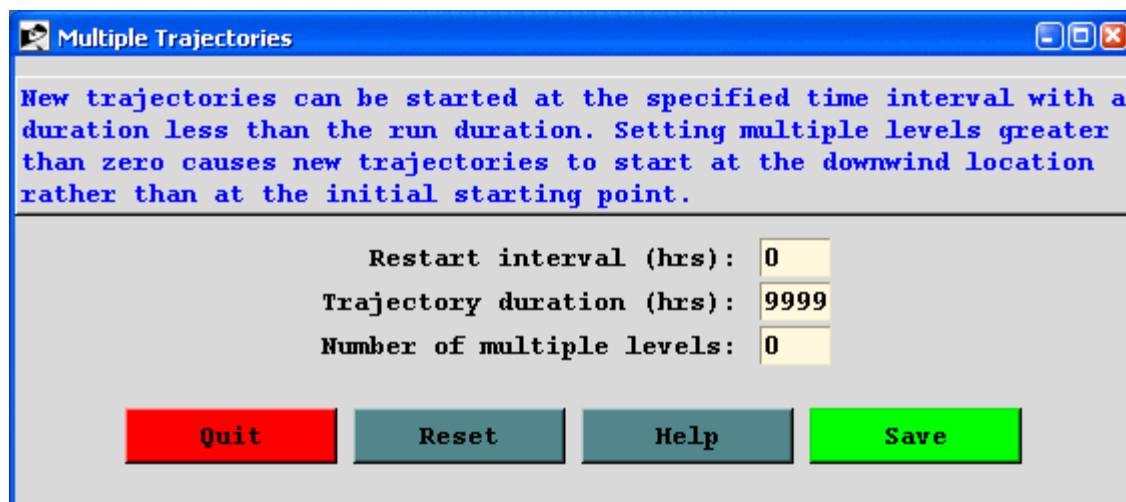 Multiple Trajectories
New trajectories can be started at the specified time interval with a
duration less than the run duration. Setting multiple levels greater
than zero causes new trajectories to start at the downwind location
rather than at the initial starting point.
Restart interval (hrs): 0
Trajectory duration (hrs): 9999
Number of multiple levels: 0
Quit Reset Help Save